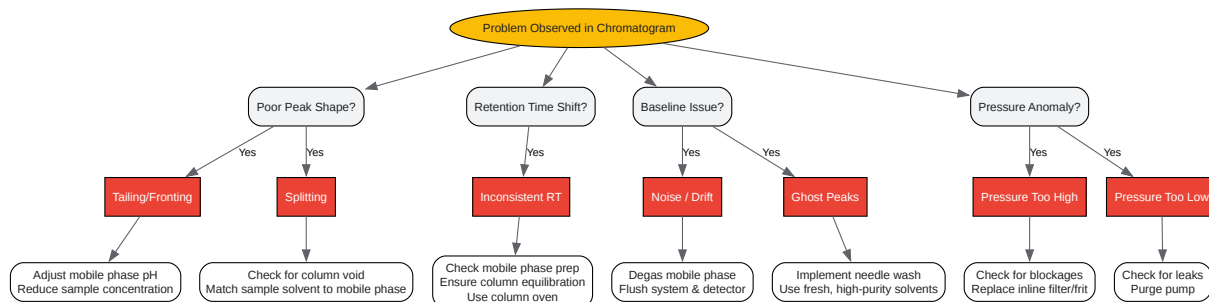 Problem Observed in Chromatogram
Poor Peak Shape?
Retention Time Shift?
Baseline Issue?
Pressure Anomaly?
Yes
Yes
Yes
Yes
Yes
Yes
Yes
Tailing/Fronting
Splitting
Inconsistent RT
Noise / Drift
Ghost Peaks
Pressure Too High
Pressure Too Low
Adjust mobile phase pH
Reduce sample concentration
Check for column void
Match sample solvent to mobile phase
Check mobile phase prep
Ensure column equilibration
Use column oven
Degas mobile phase
Flush system & detector
Implement needle wash
Use fresh, high-purity solvents
Check for blockages
Replace inline filter/frit
Check for leaks
Purge pump